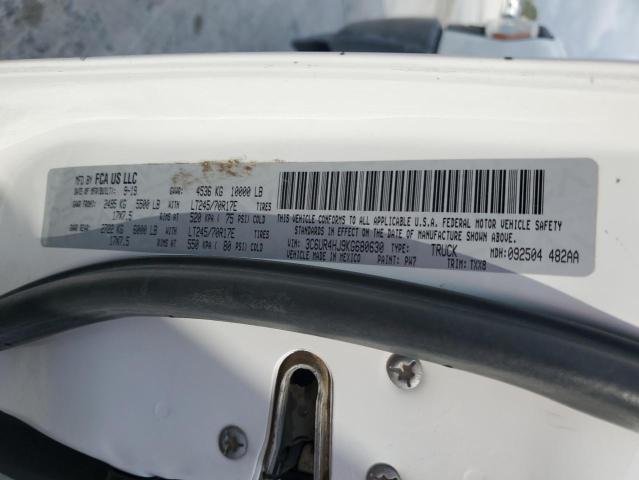 MFD BY FCA US LLC
DATE OF MFR/BUILT: 9-19 GVWR: 4536 KG 10000 LB
GAWR FRONT: 2495 KG 5500 LB WITH LT245/70R17E TIRES
17X7.5 RIMS AT 520 KPA ( 75 PSI) COLD
GAWR REAR: 2722 KG 6000 LB WITH LT245/70R17E TIRES
17X7.5 RIMS AT 550 KPA ( 80 PSI) COLD
THIS VEHICLE CONFORMS TO ALL APPLICABLE U.S.A. FEDERAL MOTOR VEHICLE SAFETY
STANDARDS IN EFFECT ON THE DATE OF MANUFACTURE SHOWN ABOVE.
VIN: 3C6UR4HJ9KG680630 TYPE: TRUCK MDH: 092504 482AA
VEHICLE MADE IN MEXICO PAINT: PW7 TRIM: TXX8